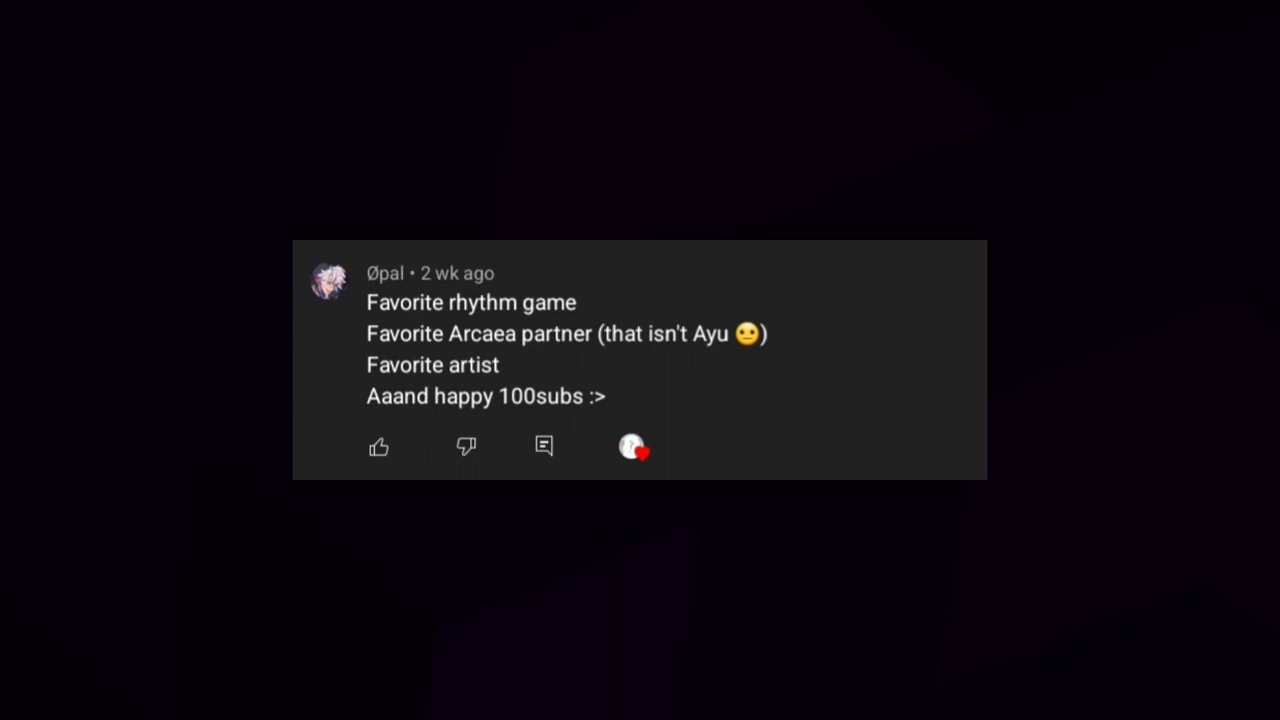 Øpal • 2 wk ago
Favorite rhythm game
Favorite Arcaea partner (that isn't Ayu 😐)
Favorite artist
Aaand happy 100subs :>